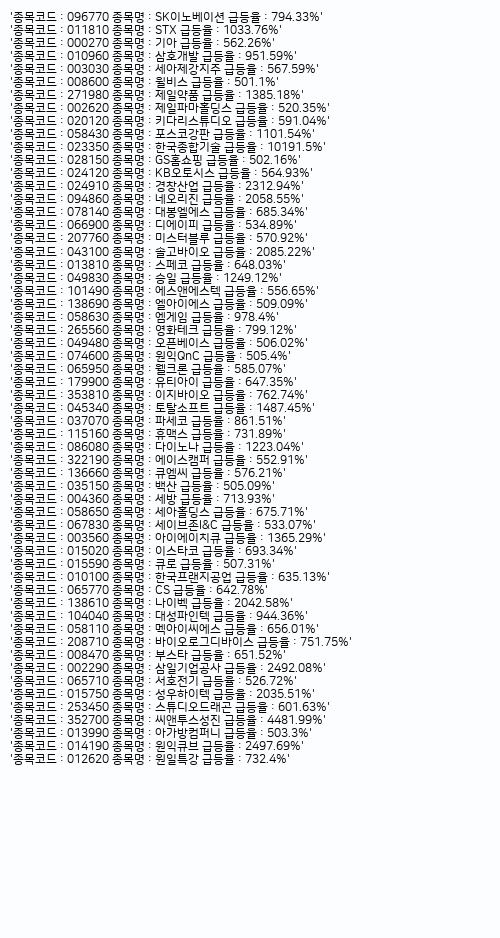 '종목코드 : 096770 종목명 : SK이노베이션 급등율 : 794.33%'
'종목코드 : 011810 종목명 : STX 급등율 : 1033.76%'
'종목코드 : 000270 종목명 : 기아 급등율 : 562.26%'
'종목코드 : 010960 종목명 : 삼호개발 급등율 : 951.59%'
'종목코드 : 003030 종목명 : 세아제강지주 급등율 : 567.59%'
'종목코드 : 008600 종목명 : 윌비스 급등율 : 501.1%'
'종목코드 : 271980 종목명 : 제일약품 급등율 : 1385.18%'
'종목코드 : 002620 종목명 : 제일파마홀딩스 급등율 : 520.35%'
'종목코드 : 020120 종목명 : 키다리스튜디오 급등율 : 591.04%'
'종목코드 : 058430 종목명 : 포스코강판 급등율 : 1101.54%'
'종목코드 : 023350 종목명 : 한국종합기술 급등율 : 10191.5%'
'종목코드 : 028150 종목명 : GS홈쇼핑 급등율 : 502.16%'
'종목코드 : 024120 종목명 : KB오토시스 급등율 : 564.93%'
'종목코드 : 024910 종목명 : 경창산업 급등율 : 2312.94%'
'종목코드 : 094860 종목명 : 네오리진 급등율 : 2058.55%'
'종목코드 : 078140 종목명 : 대봉엘에스 급등율 : 685.34%'
'종목코드 : 066900 종목명 : 디에이피 급등율 : 534.89%'
'종목코드 : 207760 종목명 : 미스터블루 급등율 : 570.92%'
'종목코드 : 043100 종목명 : 솔고바이오 급등율 : 2085.22%'
'종목코드 : 013810 종목명 : 스페코 급등율 : 648.03%'
'종목코드 : 049830 종목명 : 승일 급등율 : 1249.12%'
'종목코드 : 101490 종목명 : 에스앤에스텍 급등율 : 556.65%'
'종목코드 : 138690 종목명 : 엘아이에스 급등율 : 509.09%'
'종목코드 : 058630 종목명 : 엠게임 급등율 : 978.4%'
'종목코드 : 265560 종목명 : 영화테크 급등율 : 799.12%'
'종목코드 : 049480 종목명 : 오픈베이스 급등율 : 506.02%'
'종목코드 : 074600 종목명 : 원익QnC 급등율 : 505.4%'
'종목코드 : 065950 종목명 : 웰크론 급등율 : 585.07%'
'종목코드 : 179900 종목명 : 유티아이 급등율 : 647.35%'
'종목코드 : 353810 종목명 : 이지바이오 급등율 : 762.74%'
'종목코드 : 045340 종목명 : 토탈소프트 급등율 : 1487.45%'
'종목코드 : 037070 종목명 : 파세코 급등율 : 861.51%'
'종목코드 : 115160 종목명 : 휴맥스 급등율 : 731.89%'
'종목코드 : 086080 종목명 : 다이노나 급등율 : 1223.04%'
'종목코드 : 322190 종목명 : 에이스캠퍼 급등율 : 552.91%'
'종목코드 : 136660 종목명 : 큐엠씨 급등율 : 576.21%'
'종목코드 : 035150 종목명 : 백산 급등율 : 505.09%'
'종목코드 : 004360 종목명 : 세방 급등율 : 713.93%'
'종목코드 : 058650 종목명 : 세아홀딩스 급등율 : 675.71%'
'종목코드 : 067830 종목명 : 세이브존I&C 급등율 : 533.07%'
'종목코드 : 003560 종목명 : 아이에이치큐 급등율 : 1365.29%'
'종목코드 : 015020 종목명 : 이스타코 급등율 : 693.34%'
'종목코드 : 015590 종목명 : 큐로 급등율 : 507.31%'
'종목코드 : 010100 종목명 : 한국프랜지공업 급등율 : 635.13%'
'종목코드 : 065770 종목명 : CS 급등율 : 642.78%'
'종목코드 : 138610 종목명 : 나이벡 급등율 : 2042.58%'
'종목코드 : 104040 종목명 : 대성파인텍 급등율 : 944.36%'
'종목코드 : 058110 종목명 : 멕아이씨에스 급등율 : 656.01%'
'종목코드 : 208710 종목명 : 바이오로그디바이스 급등율 : 751.75%'
'종목코드 : 008470 종목명 : 부스타 급등율 : 651.52%'
'종목코드 : 002290 종목명 : 삼일기업공사 급등율 : 2492.08%'
'종목코드 : 065710 종목명 : 서호전기 급등율 : 526.72%'
'종목코드 : 015750 종목명 : 성우하이텍 급등율 : 2035.51%'
'종목코드 : 253450 종목명 : 스튜디오드래곤 급등율 : 601.63%'
'종목코드 : 352700 종목명 : 씨앤투스성진 급등율 : 4481.99%'
'종목코드 : 013990 종목명 : 아가방컴퍼니 급등율 : 503.3%'
'종목코드 : 014190 종목명 : 원익큐브 급등율 : 2497.69%'
'종목코드 : 012620 종목명 : 원일특강 급등율 : 732.4%'